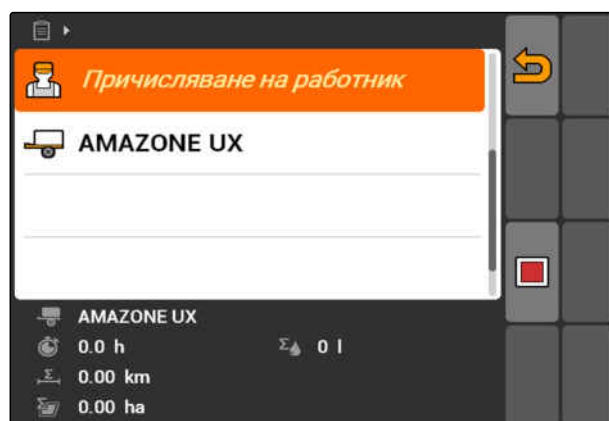 Причисляване на работник
AMAZONE UX
AMAZONE UX
0.0 h Σ 0 l
Σ 0.00 km
Σ 0.00 ha